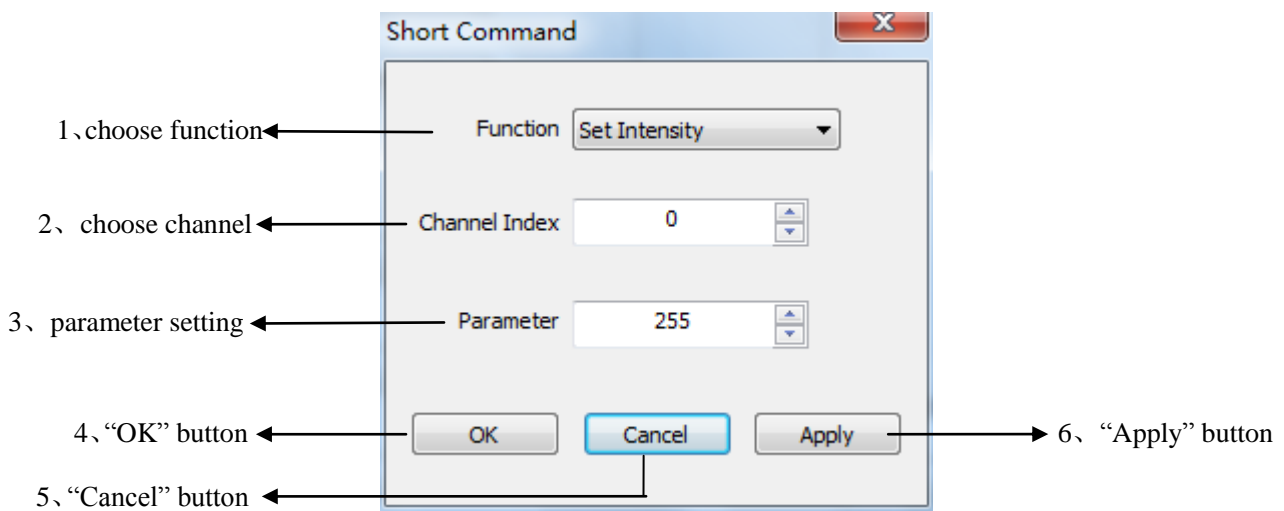 Short Command
1、choose function
Function
Set Intensity
2、choose channel
Channel Index
0
3、parameter setting
Parameter
255
4、“OK” button
OK
Cancel
Apply
6、“Apply” button
5、“Cancel” button